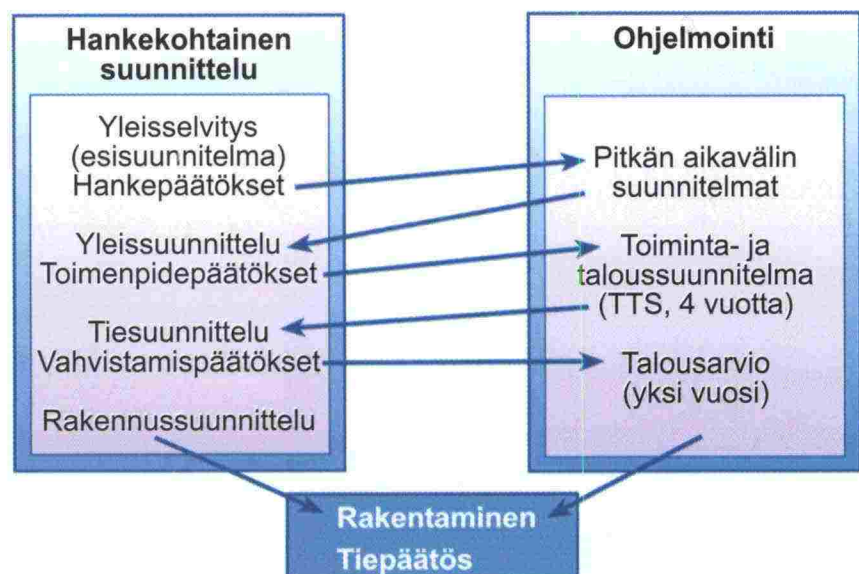 Hankekohtainen
suunnittelu
Yleisselvitys
(esisuunnitelma)
Hankepäätökset
Yleissuunnittelu
Toimenpidepäätökset
Tiesuunnittelu
Vahvistamispäätökset
Rakennussuunnittelu
Ohjelmointi
Pitkän aikavälin
suunnitelmat
Toiminta- ja
taloussuunnitelma
(TTS, 4 vuotta)
Talousarvio
(yksi vuosi)
Rakentaminen
Tiepäätös